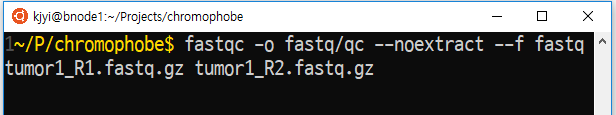 kjyi@bnode1:~/Projects/chromophobe
1~/P/chromophobe$ fastqc -o fastq/qc --noextract --f fastq
tumor1_R1.fastq.gz tumor1_R2.fastq.gz